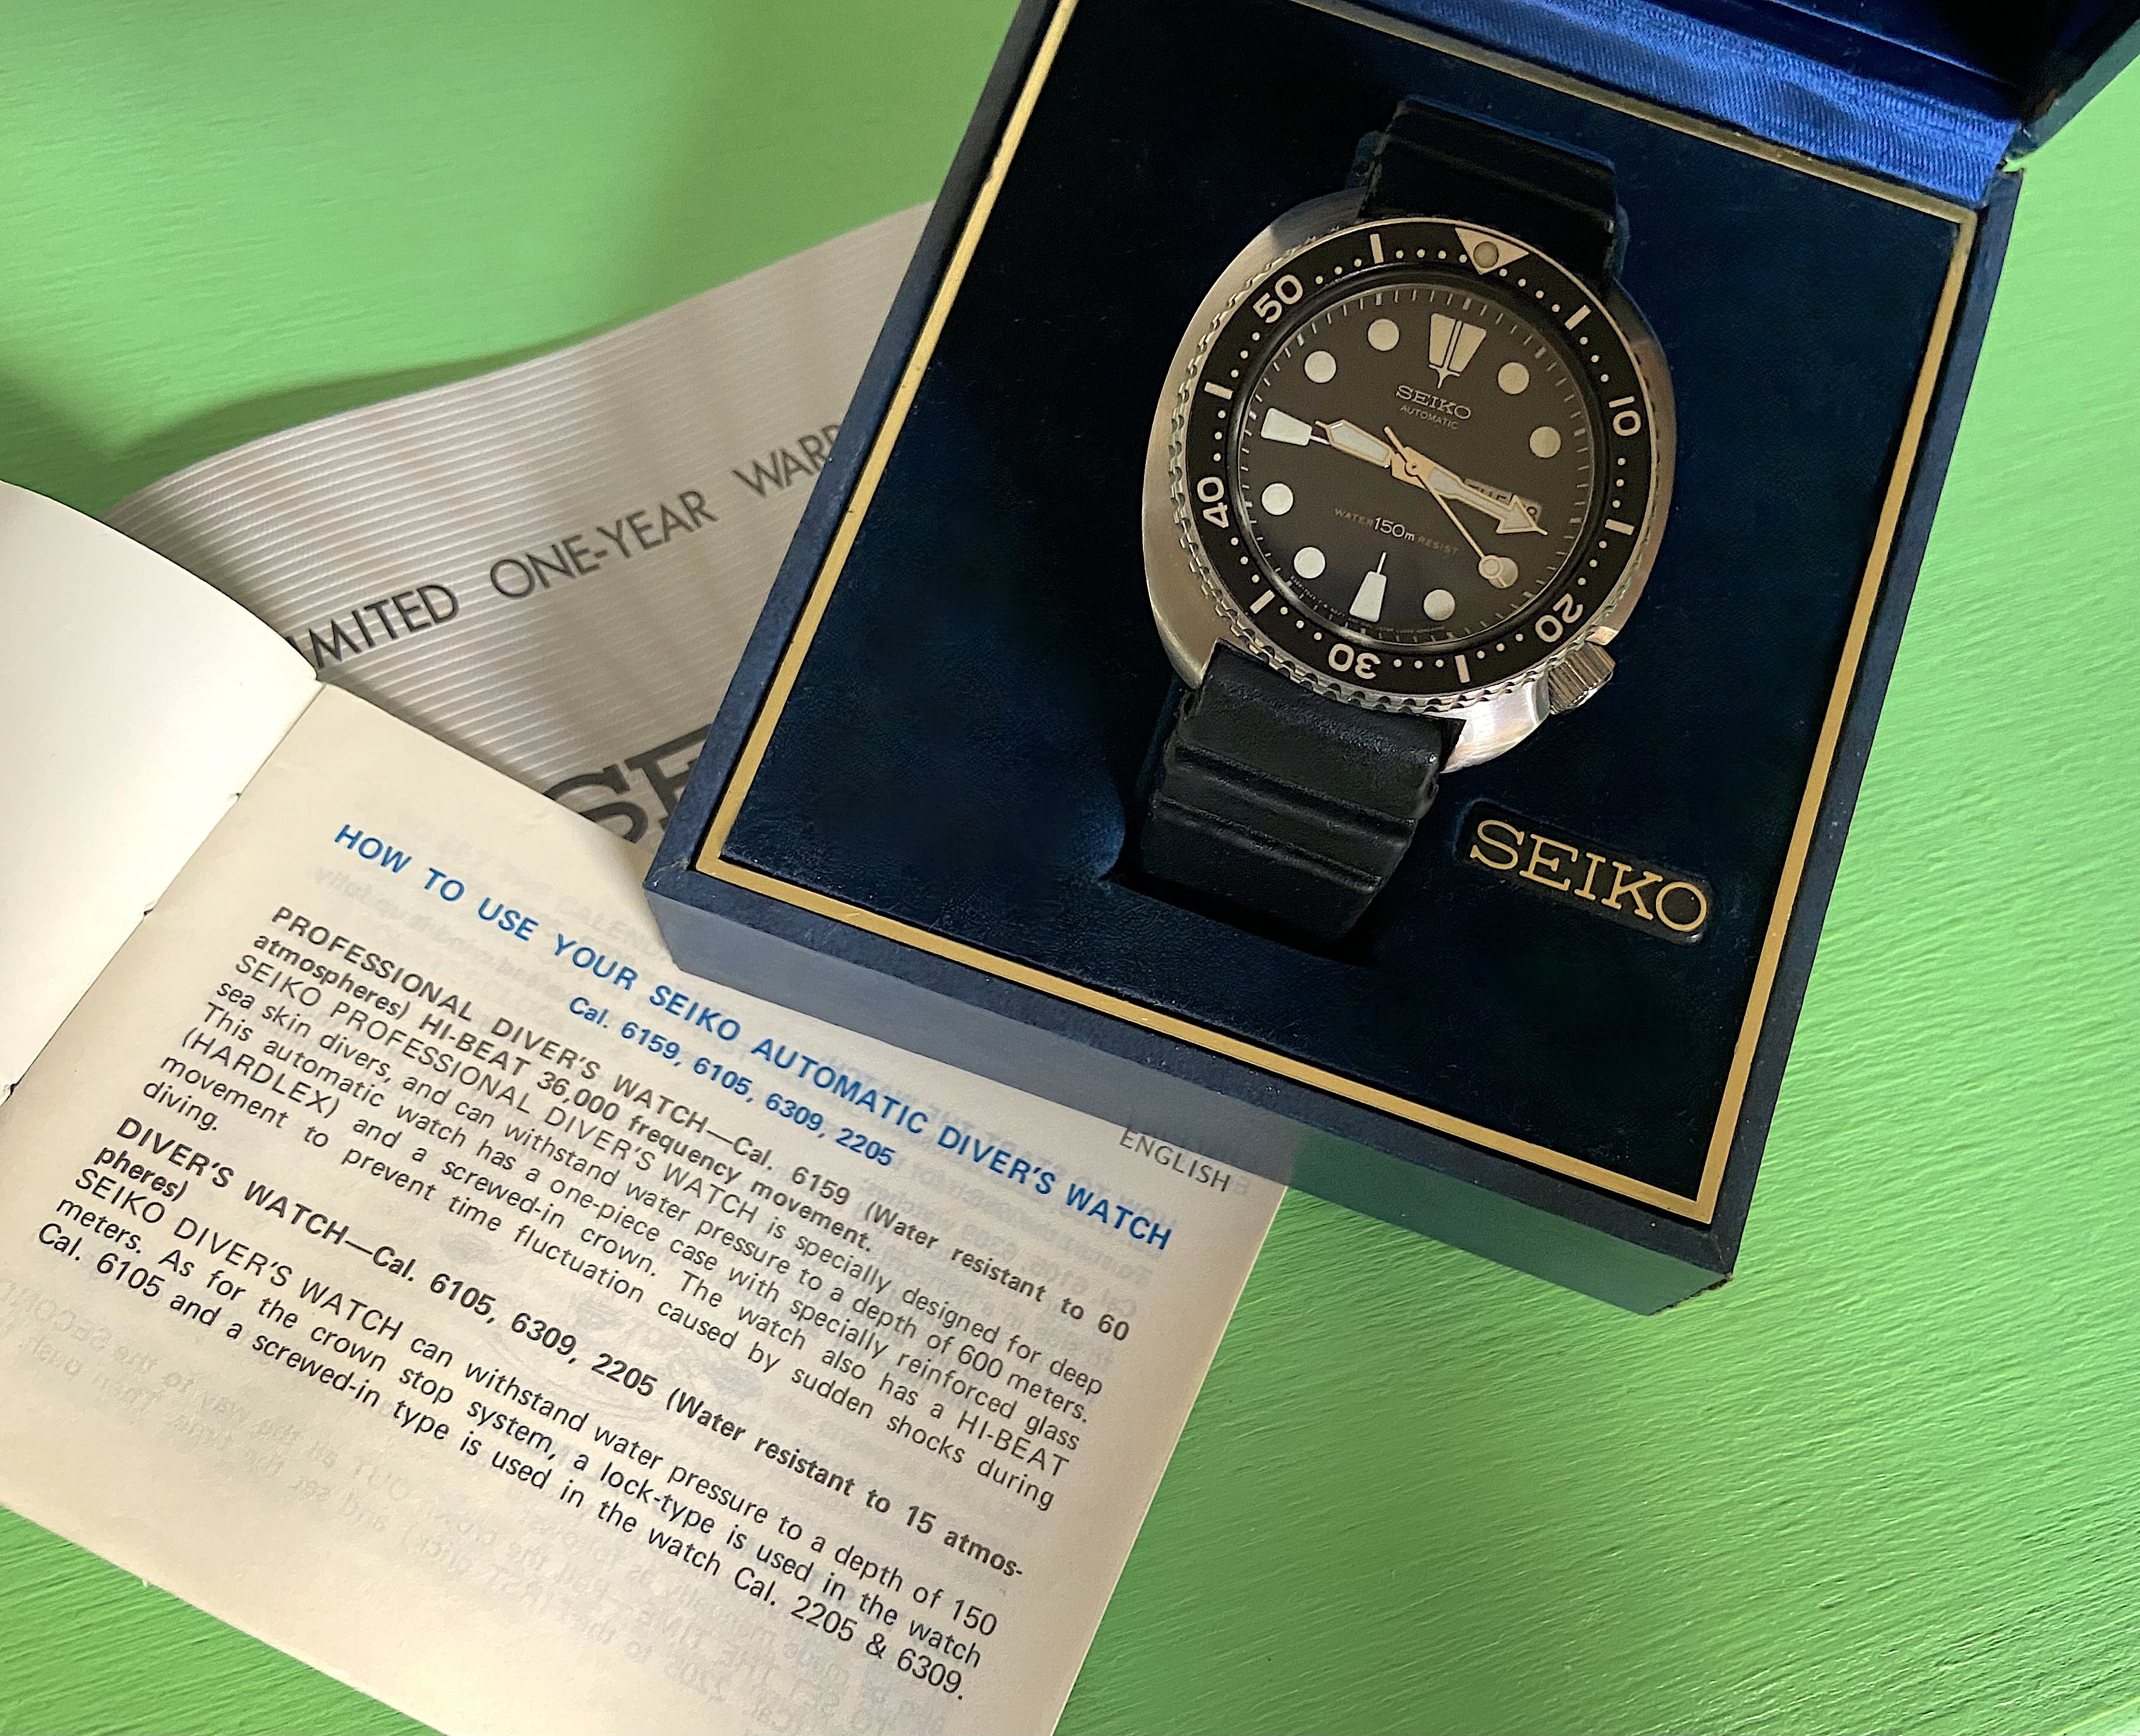 LIMITED ONE-YEAR
SE
50
10
40
20
30
SEIKO
AUTOMATIC
WATER 150m RESIST
SEIKO
ENGLISH
HOW TO USE YOUR SEIKO AUTOMATIC DIVER'S WATCH
Cal. 6159, 6105, 6309, 2205
PROFESSIONAL DIVER'S WATCH—Cal. 6159 (Water resistant to 60
atmospheres) HI-BEAT 36,000 frequency movement.
SEIKO PROFESSIONAL DIVER'S WATCH is specially designed for deep
sea skin divers, and can withstand water pressure to a depth of 600 meters.
This automatic watch has a one-piece case with specially reinforced glass
(HARDLEX) and a screwed-in crown. The watch also has a HI-BEAT
movement to prevent time fluctuation caused by sudden shocks during
diving.
DIVER'S WATCH—Cal. 6105, 6309, 2205 (Water resistant to 15 atmos-
pheres)
SEIKO DIVER'S WATCH can withstand water pressure to a depth of 150
meters. As for the crown stop system, a lock-type is used in the watch
Cal. 6105 and a screwed-in type is used in the watch Cal. 2205 & 6309.